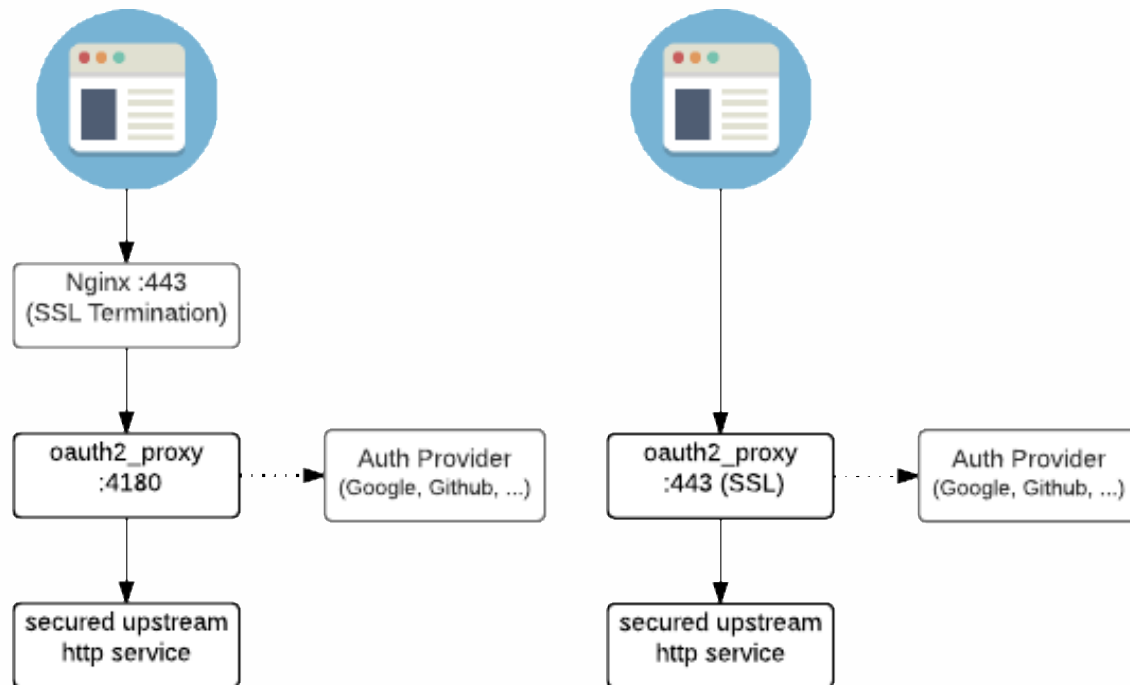 Nginx :443
(SSL Termination)
oauth2_proxy
:4180
Auth Provider
(Google, Github, ...)
secured upstream
http service
oauth2_proxy
:443 (SSL)
Auth Provider
(Google, Github, ...)
secured upstream
http service